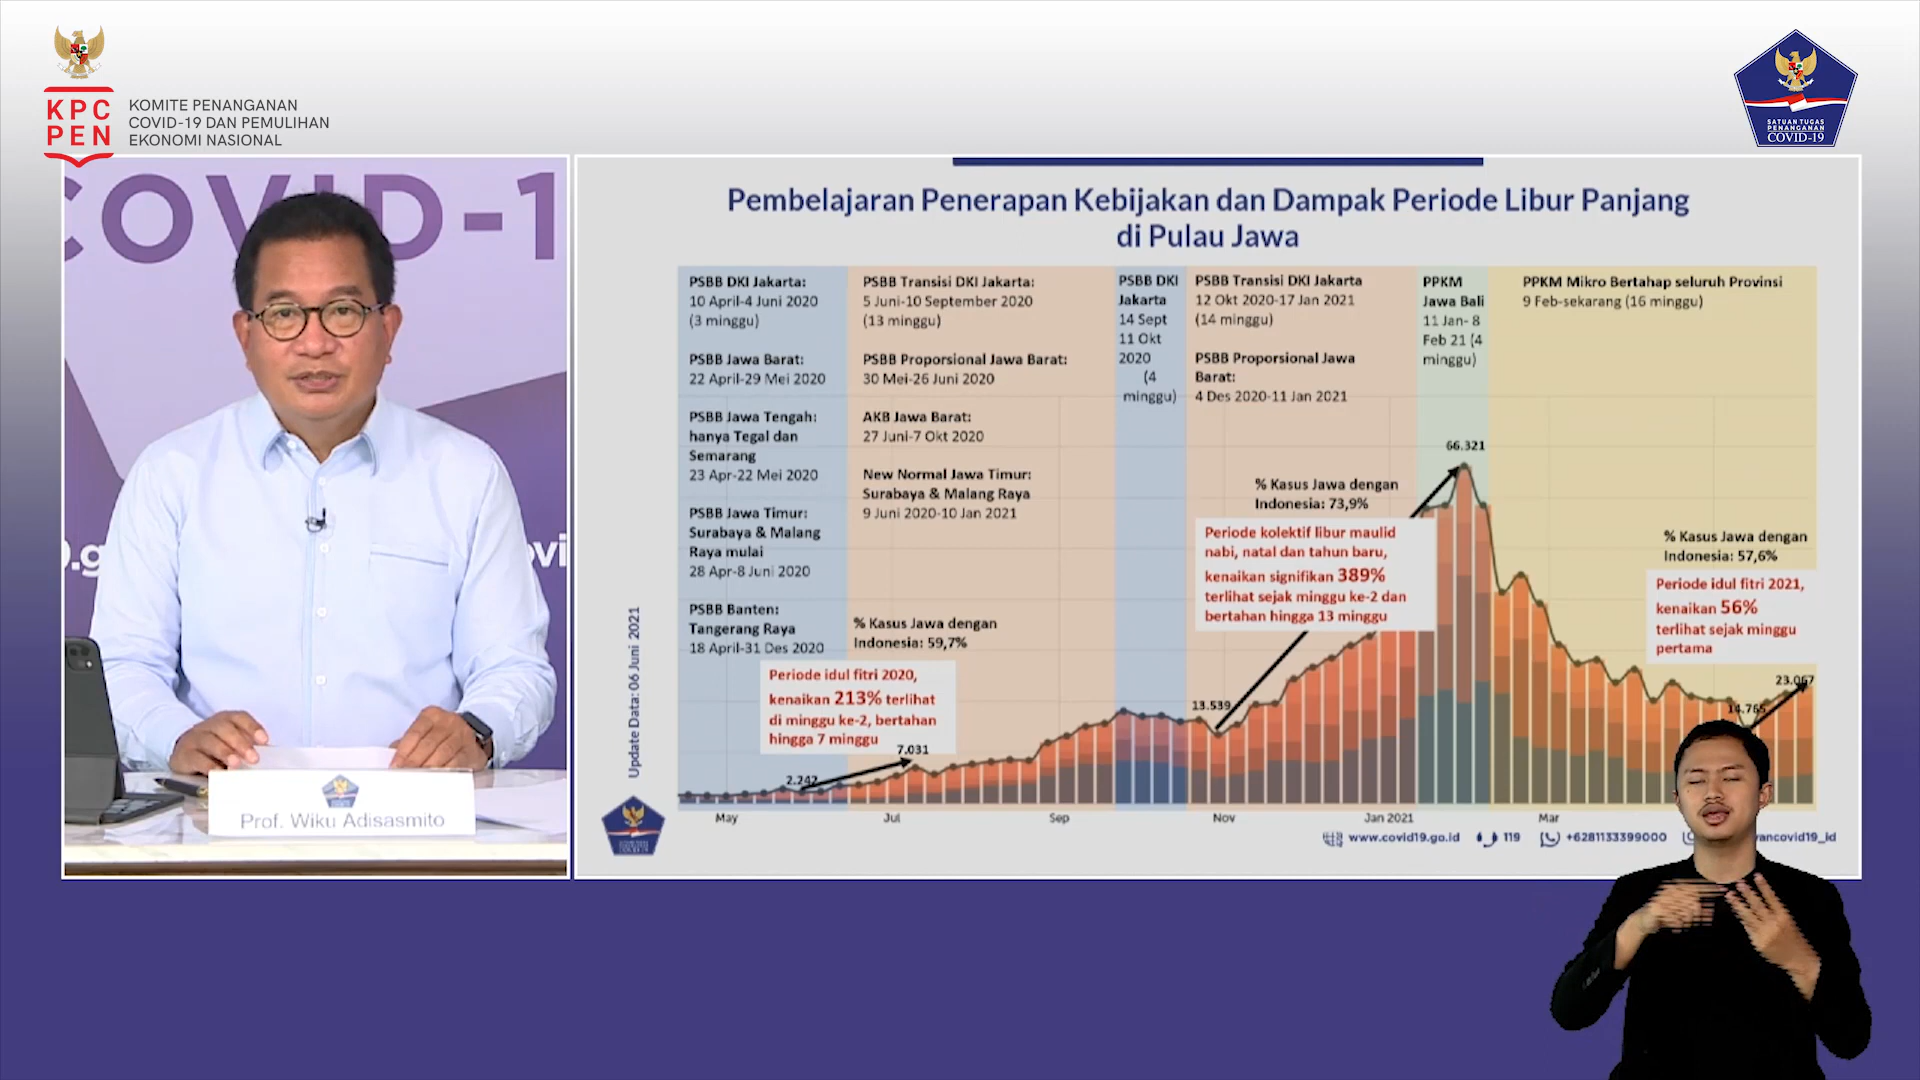 KPC
PEN
KOMITE PENANGANAN
COVID-19 DAN PEMULIHAN
EKONOMI NASIONAL
SATUAN TUGAS
PENANGANAN
COVID-19
COVID-1
Prof. Wiku Adisasmito
Pembelajaran Penerapan Kebijakan dan Dampak Periode Libur Panjang
di Pulau Jawa
PSBB DKI Jakarta:
10 April-4 Juni 2020
(3 minggu)
PSBB Jawa Barat:
22 April-29 Mei 2020
PSBB Jawa Tengah:
hanya Tegal dan
Semarang
23 Apr-22 Mei 2020
PSBB Jawa Timur:
Surabaya & Malang
Raya mulai
28 Apr-8 Juni 2020
PSBB Banten:
Tangerang Raya
18 April-31 Des 2020
PSBB Transisi DKI Jakarta:
5 Juni-10 September 2020
(13 minggu)
PSBB Proporsional Jawa Barat:
30 Mei-26 Juni 2020
AKB Jawa Barat:
27 Juni-7 Okt 2020
New Normal Jawa Timur:
Surabaya & Malang Raya
9 Juni 2020-10 Jan 2021
% Kasus Jawa dengan
Indonesia: 59,7%
Periode idul fitri 2020,
kenaikan 213% terlihat
di minggu ke-2, bertahan
hingga 7 minggu
PSBB DKI
Jakarta
14 Sept
11 Okt
2020
(4
minggu)
PSBB Transisi DKI Jakarta
12 Okt 2020-17 Jan 2021
(14 minggu)
PSBB Proporsional Jawa
Barat:
4 Des 2020-11 Jan 2021
% Kasus Jawa dengan
Indonesia: 73,9%
Periode kolektif libur maulid
nabi, natal dan tahun baru,
kenaikan signifikan 389%
terlihat sejak minggu ke-2 dan
bertahan hingga 13 minggu
PPKM
Jawa Bali
11 Jan- 8
Feb 21 (4
minggu)
PPKM Mikro Bertahap seluruh Provinsi
9 Feb-sekarang (16 minggu)
% Kasus Jawa dengan
Indonesia: 57,6%
Periode idul fitri 2021,
kenaikan 56%
terlihat sejak minggu
pertama
2.242
7.031
13.539
66.321
14.765
23.067
Update Data: 06 Juni 2021
May
Jul
Sep
Nov
Jan 2021
Mar
www.covid19.go.id
119
+6281133399000
ancovid19_id